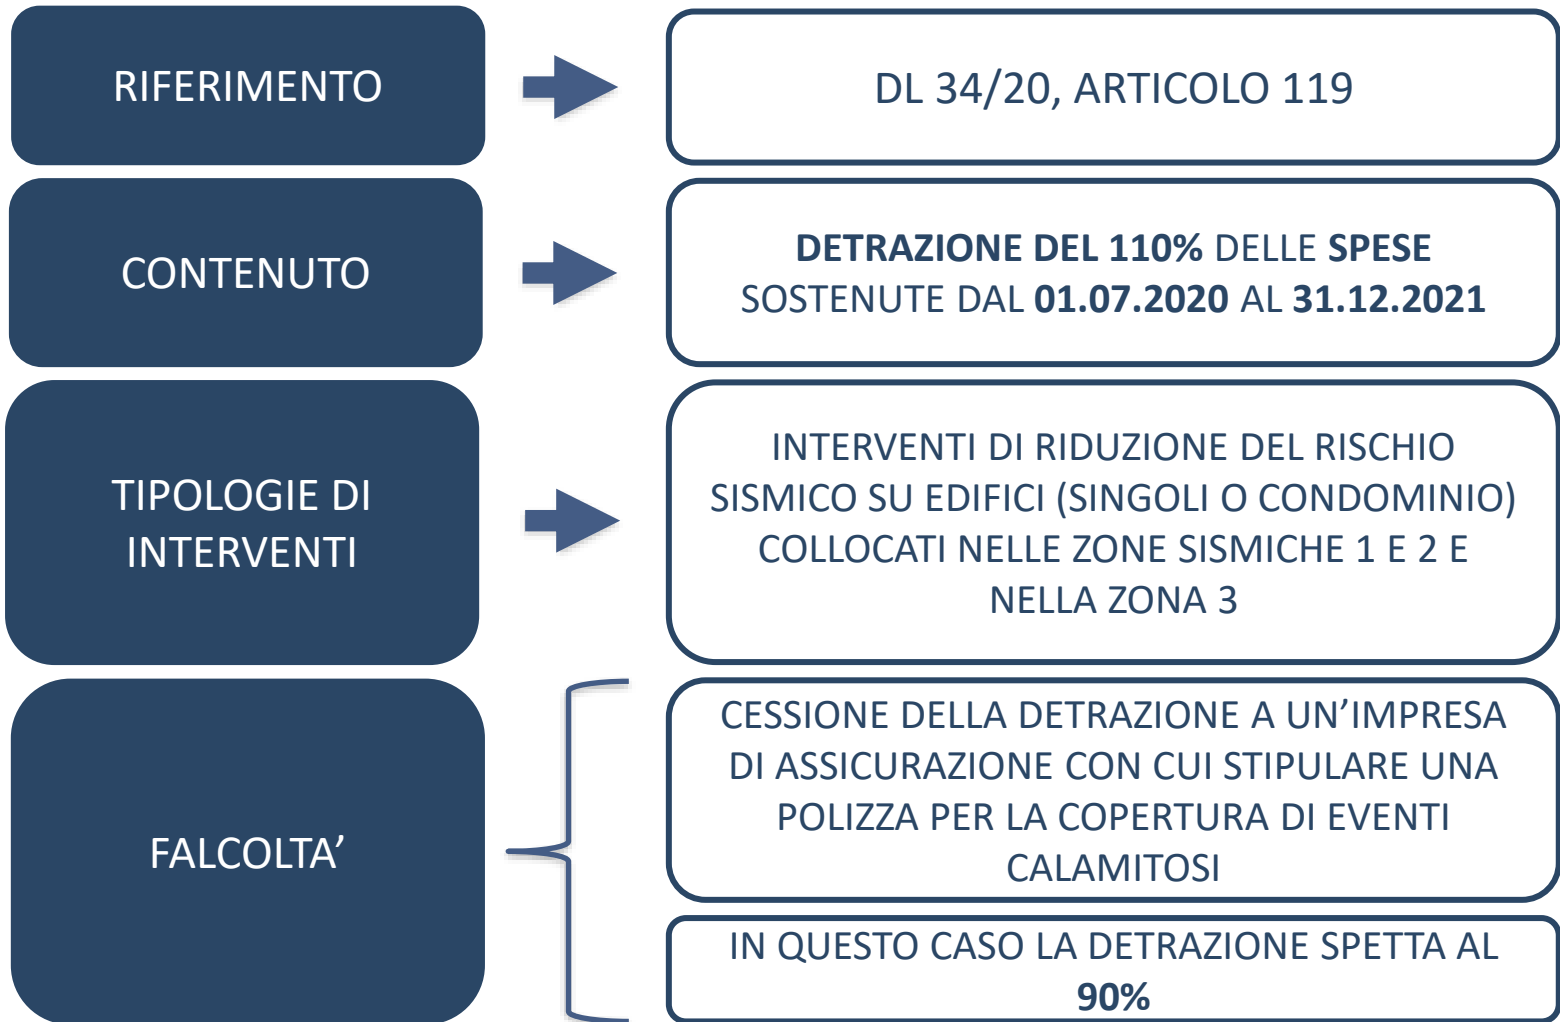 RIFERIMENTO
DL 34/20, ARTICOLO 119
CONTENUTO
DETRAZIONE DEL 110% DELLE SPESE
SOSTENUTE DAL 01.07.2020 AL 31.12.2021
TIPOLOGIE DI
INTERVENTI
INTERVENTI DI RIDUZIONE DEL RISCHIO
SISMICO SU EDIFICI (SINGOLI O CONDOMINIO)
COLLOCATI NELLE ZONE SISMICHE 1 E 2 E
NELLA ZONA 3
FALCOLTA’
CESSIONE DELLA DETRAZIONE A UN’IMPRESA
DI ASSICURAZIONE CON CUI STIPULARE UNA
POLIZZA PER LA COPERTURA DI EVENTI
CALAMITOSI
IN QUESTO CASO LA DETRAZIONE SPETTA AL
90%